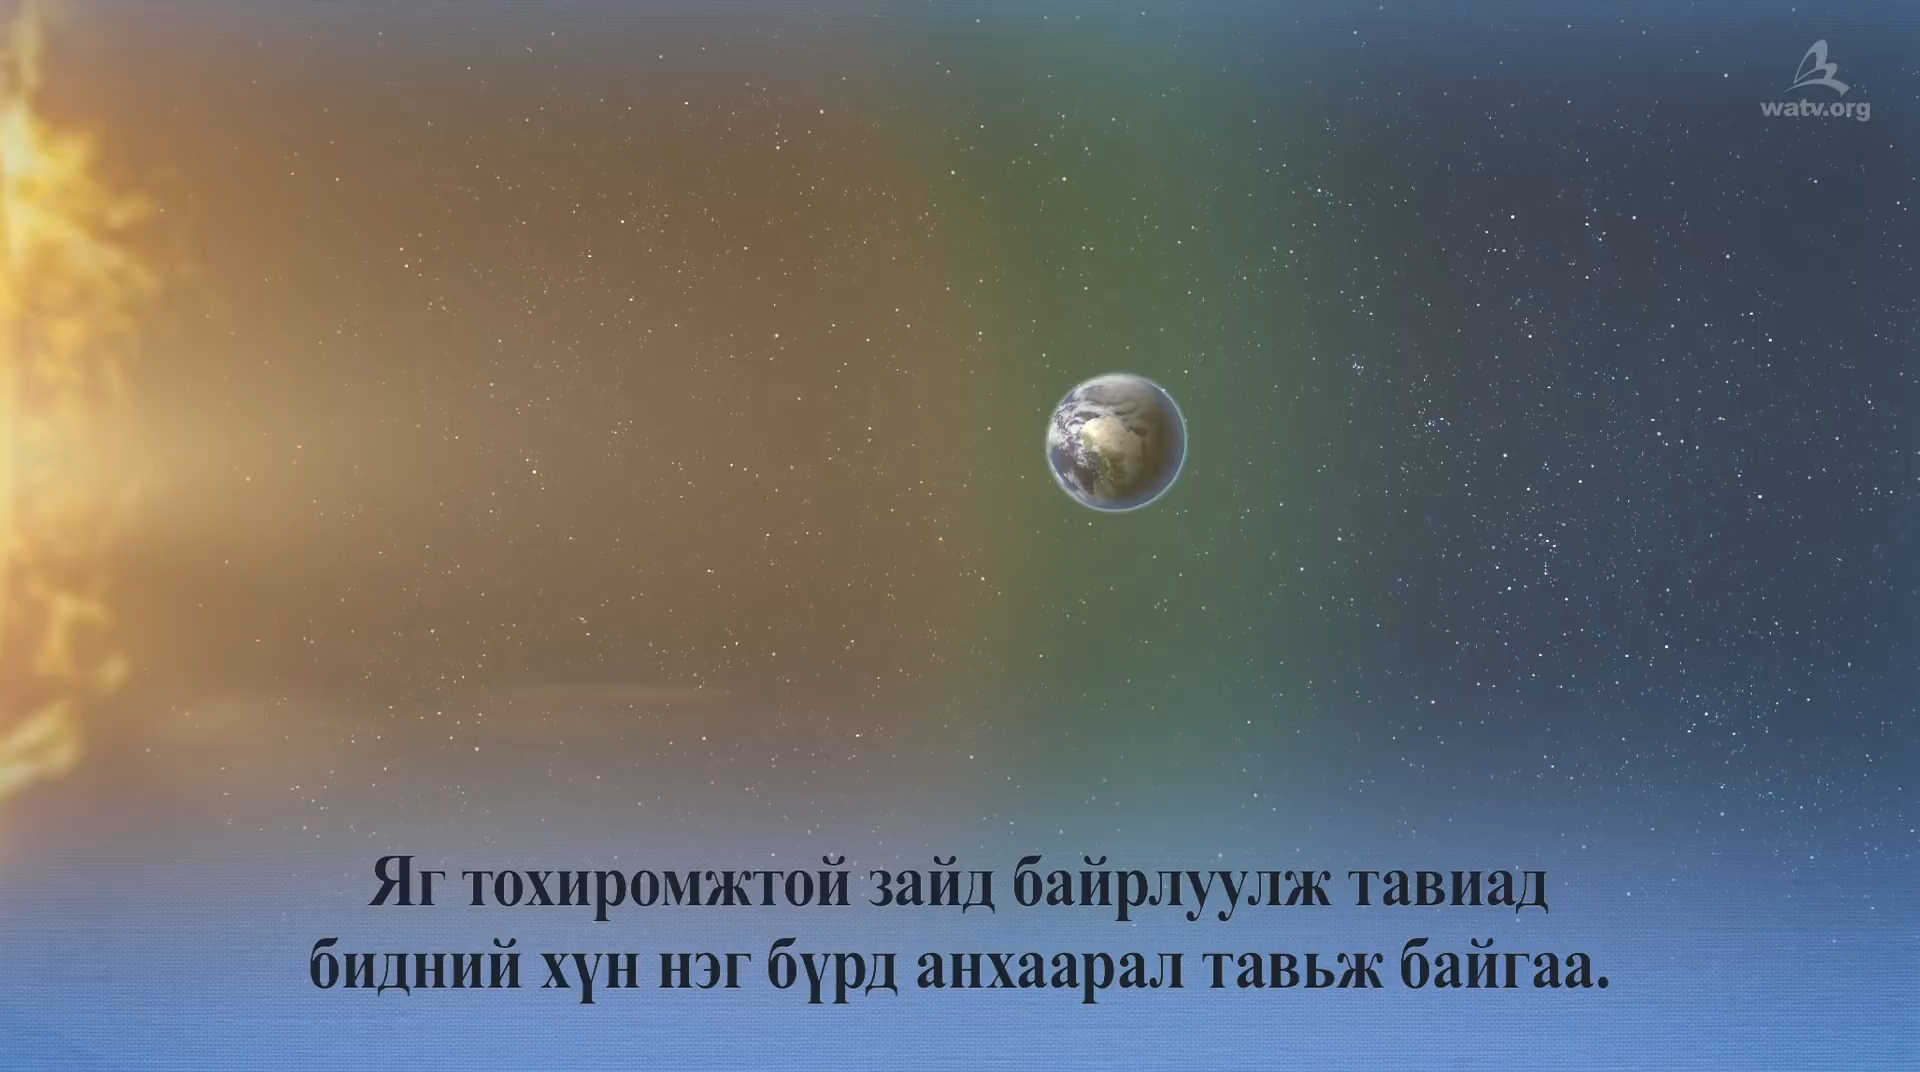 watv.org
Яг тохиромжтой зайд байрлуулж тавиад
бидний хүн нэг бүрд анхаарал тавьж байгаа.